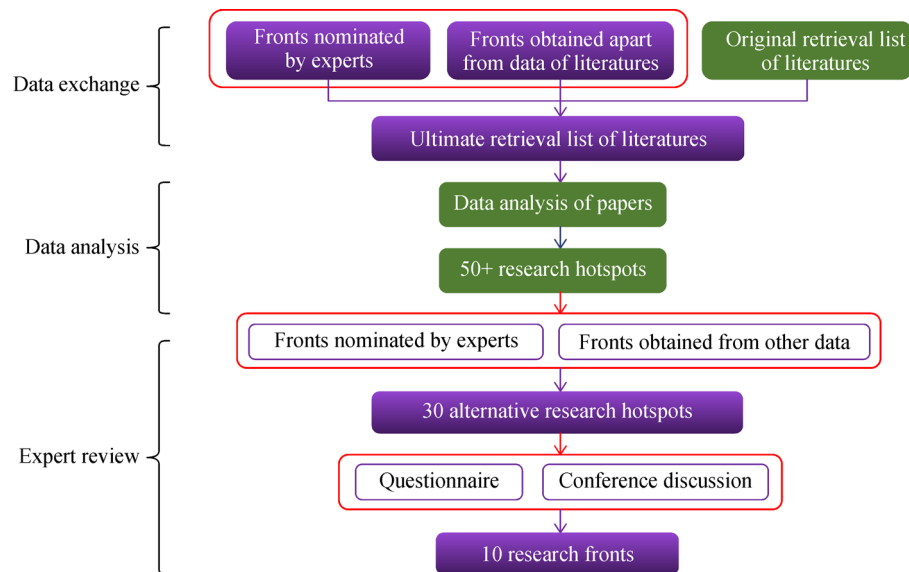 Data exchange
Fronts nominated
by experts
Fronts obtained apart
from data of literatures
Original retrieval list
of literatures
Ultimate retrieval list of literatures
Data analysis
Data analysis of papers
50+ research hotspots
Expert review
Fronts nominated by experts
Fronts obtained from other data
30 alternative research hotspots
Questionnaire
Conference discussion
10 research fronts